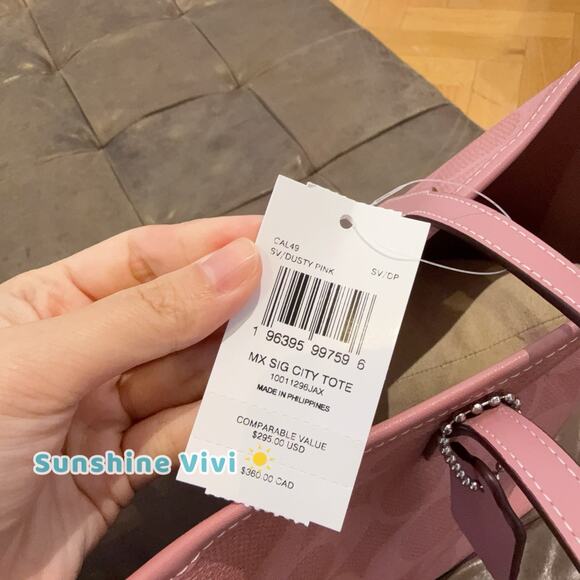 CAL49
SV/DUSTY PINK SV/DP
1 96395 99759 6
MX SIG CITY TOTE
10011298JAX
MADE IN PHILIPPINES
COMPARABLE VALUE
$295.00 USD
$360.00 CAD
Sunshine Vivi